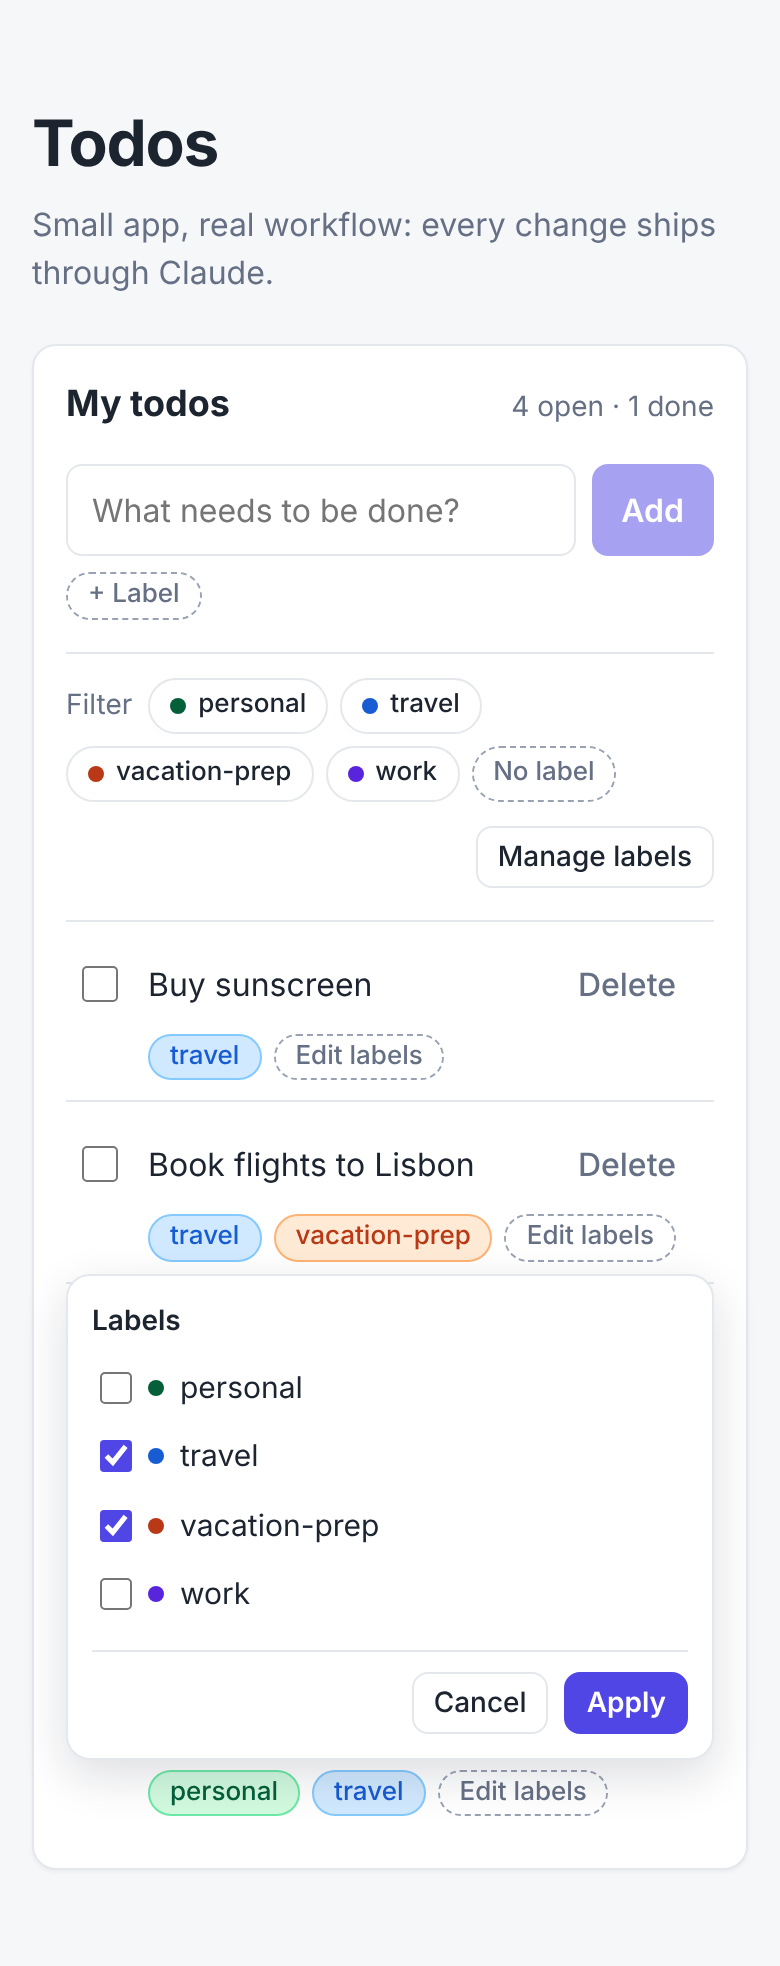 Todos
Small app, real workflow: every change ships
through Claude.
My todos 4 open · 1 done
What needs to be done? Add
+ Label
Filter personal travel
vacation-prep work No label
Manage labels
Buy sunscreen Delete
travel Edit labels
Book flights to Lisbon Delete
travel vacation-prep Edit labels
Labels
personal
travel
vacation-prep
work
Cancel Apply
personal travel Edit labels